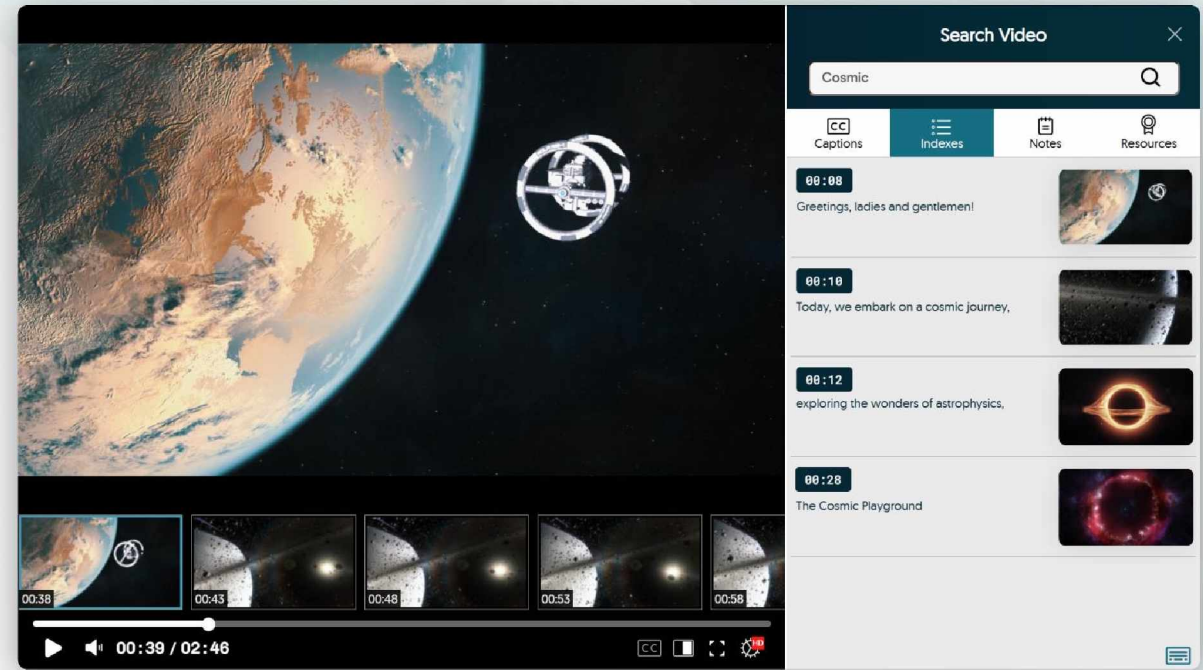 Search Video
Cosmic
CC
Captions
Indexes
Notes
Resources
00:08
Greetings, ladies and gentlemen!
00:10
Today, we embark on a cosmic journey,
00:12
exploring the wonders of astrophysics,
00:28
The Cosmic Playground
00:38
00:43
00:48
00:53
00:58
00:39 / 02:46
CC
HD